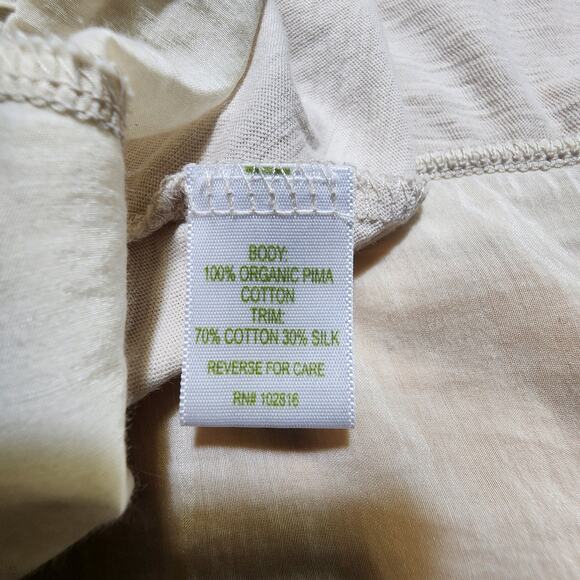 BODY:
100% ORGANIC PIMA
COTTON
TRIM:
70% COTTON 30% SILK
REVERSE FOR CARE
RN# 102816